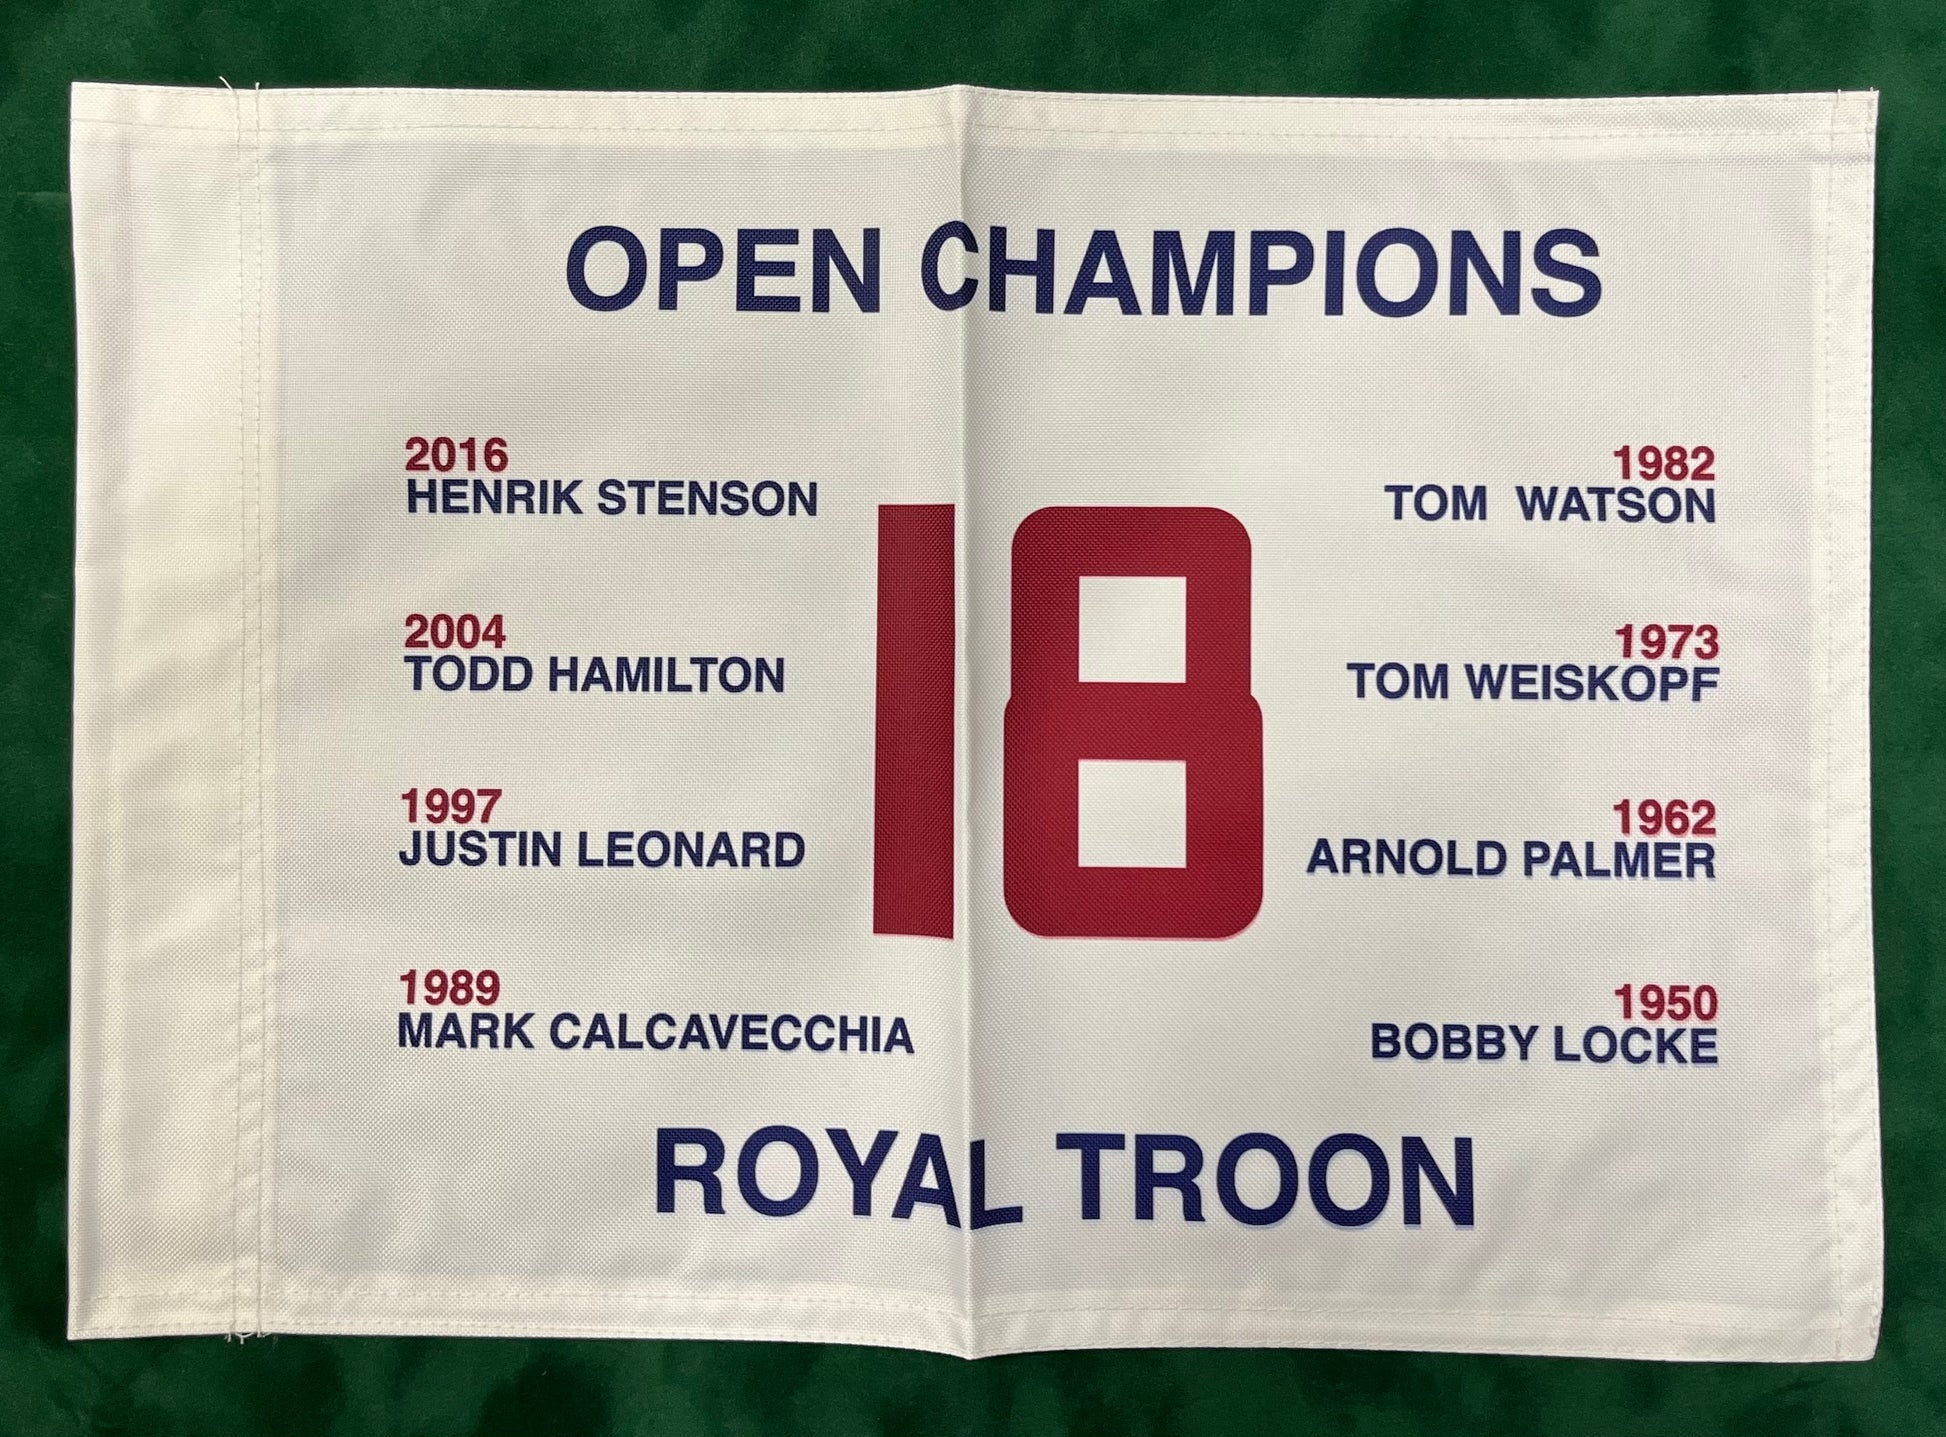 OPEN CHAMPIONS
2016
HENRIK STENSON
2004
TODD HAMILTON
1997
JUSTIN LEONARD
1989
MARK CALCAVECCHIA
18
1982
TOM WATSON
1973
TOM WEISKOPF
1962
ARNOLD PALMER
1950
BOBBY LOCKE
ROYAL TROON